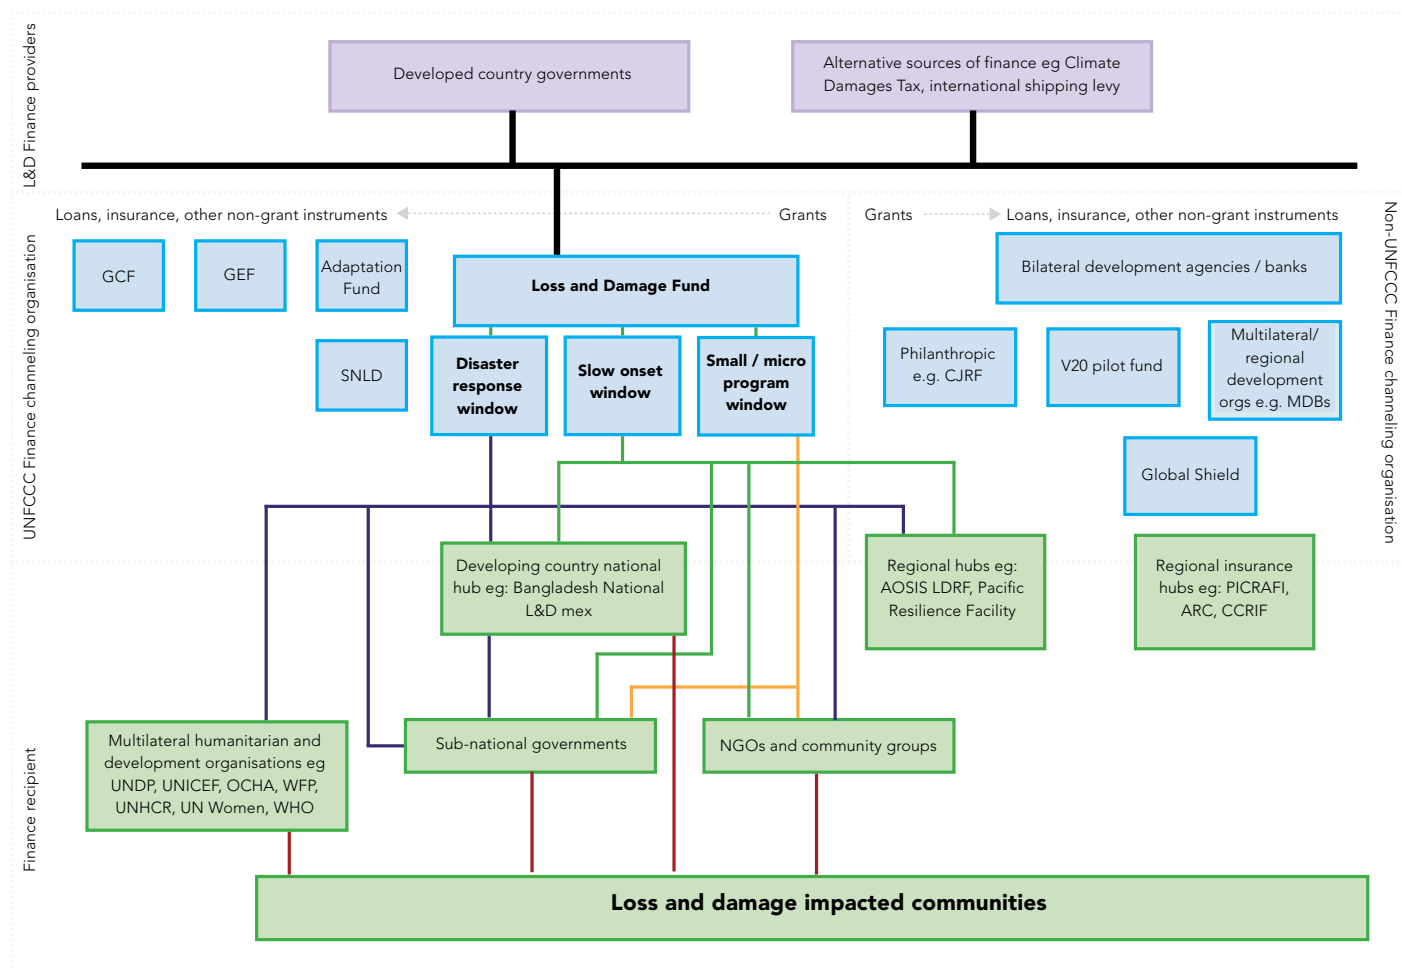 L&D Finance providers
Developed country governments
Alternative sources of finance eg Climate
Damages Tax, international shipping levy
UNFCCC Finance channeling organisation
Loans, insurance, other non-grant instruments
Grants
Grants
Loans, insurance, other non-grant instruments
Non-UNFCCC Finance channeling organisation
GCF
GEF
Adaptation
Fund
SNLD
Loss and Damage Fund
Disaster
response
window
Slow onset
window
Small / micro
program
window
Bilateral development agencies / banks
Philanthropic
e.g. CJRF
V20 pilot fund
Multilateral/
regional
development
orgs e.g. MDBs
Global Shield
Developing country national
hub eg: Bangladesh National
L&D mex
Regional hubs eg:
AOSIS LDRF, Pacific
Resilience Facility
Regional insurance
hubs eg: PICRAFI,
ARC, CCRIF
Finance recipient
Multilateral humanitarian and
development organisations eg
UNDP, UNICEF, OCHA, WFP,
UNHCR, UN Women, WHO
Sub-national governments
NGOs and community groups
Loss and damage impacted communities